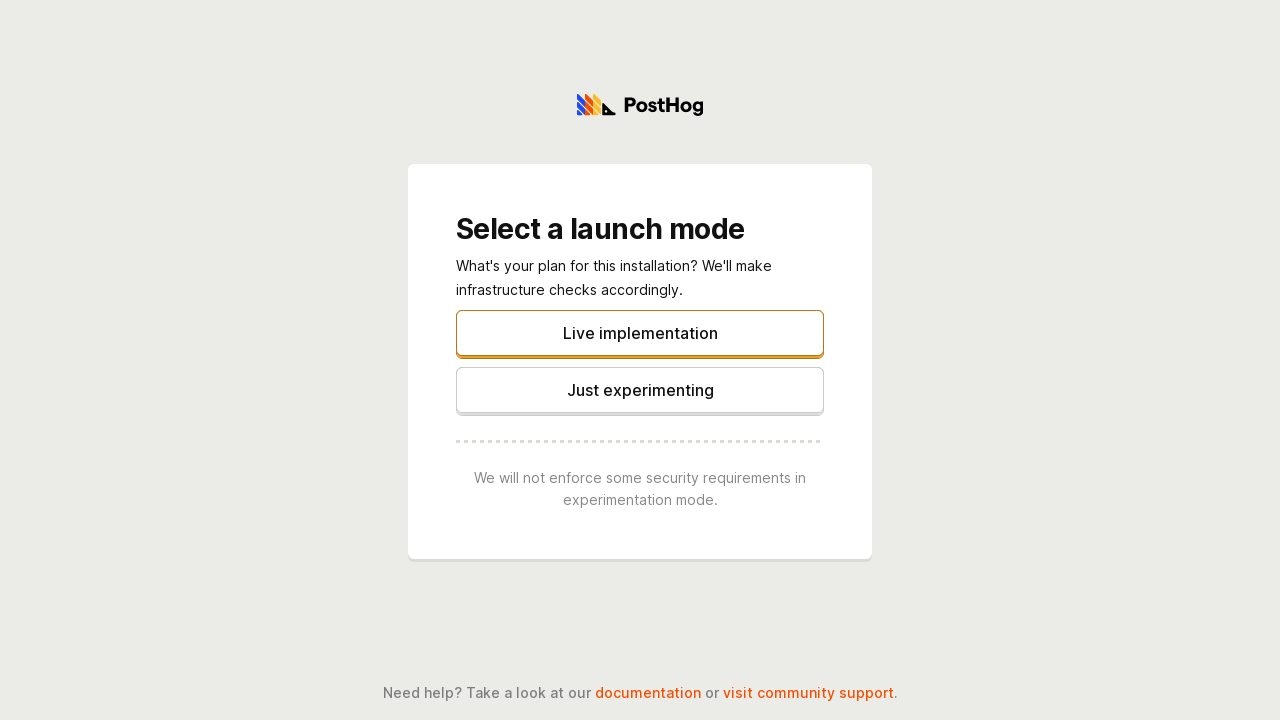 PostHog
Select a launch mode
What's your plan for this installation? We'll make
infrastructure checks accordingly.
Live implementation
Just experimenting
We will not enforce some security requirements in
experimentation mode.
Need help? Take a look at our documentation or visit community support.